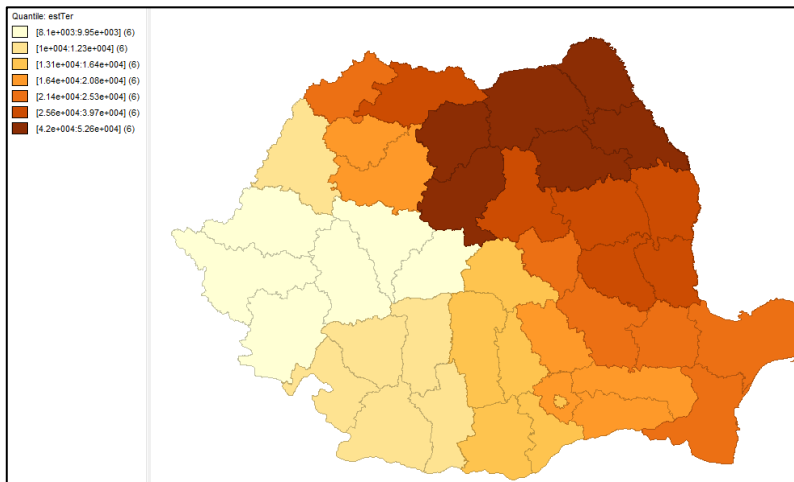 Quantile: estTer
[8.1e+003:9.95e+003] (6)
[1e+004:1.23e+004] (6)
[1.31e+004:1.64e+004] (6)
[1.64e+004:2.08e+004] (6)
[2.14e+004:2.53e+004] (6)
[2.56e+004:3.97e+004] (6)
[4.2e+004:5.26e+004] (6)